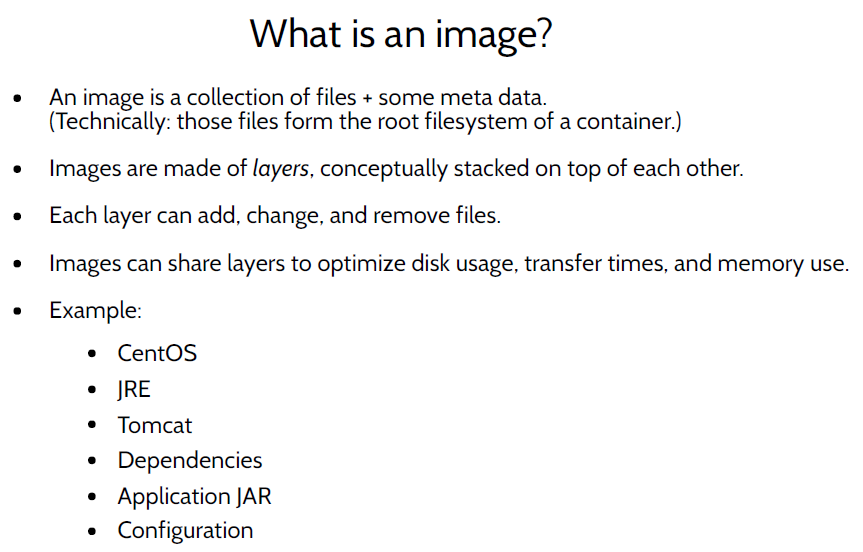 What is an image?
• An image is a collection of files + some meta data.
(Technically: those files form the root filesystem of a container.)
• Images are made of layers, conceptually stacked on top of each other.
• Each layer can add, change, and remove files.
• Images can share layers to optimize disk usage, transfer times, and memory use.
• Example:
• CentOS
• JRE
• Tomcat
• Dependencies
• Application JAR
• Configuration